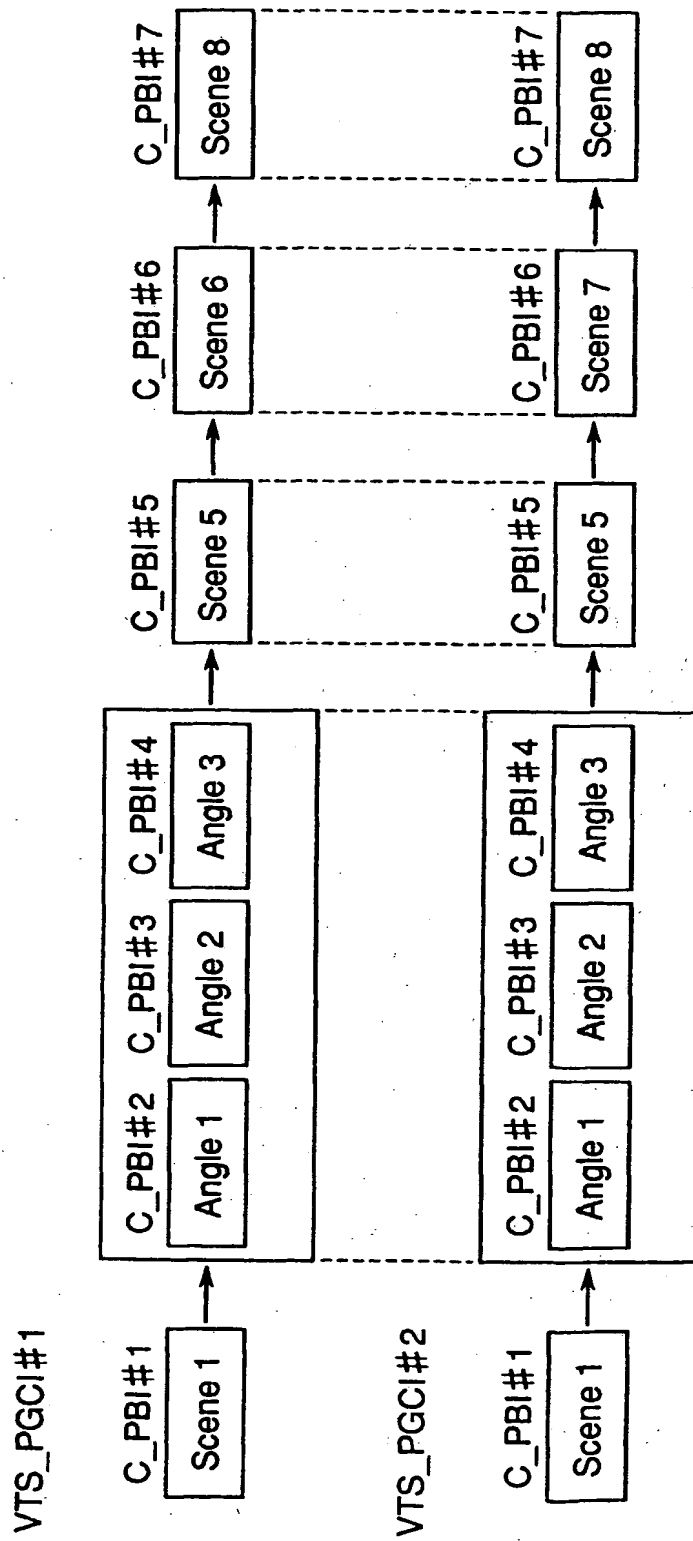 VTS_PGCI#1
C_PBI#1 C_PBI#2 C_PBI#3 C_PBI#4 C_PBI#5 C_PBI#6 C_PBI#7
Scene 1 Angle 1 Angle 2 Angle 3 Scene 5 Scene 6 Scene 8
VTS_PGCI#2
C_PBI#1 C_PBI#2 C_PBI#3 C_PBI#4 C_PBI#5 C_PBI#6 C_PBI#7
Scene 1 Angle 1 Angle 2 Angle 3 Scene 5 Scene 7 Scene 8